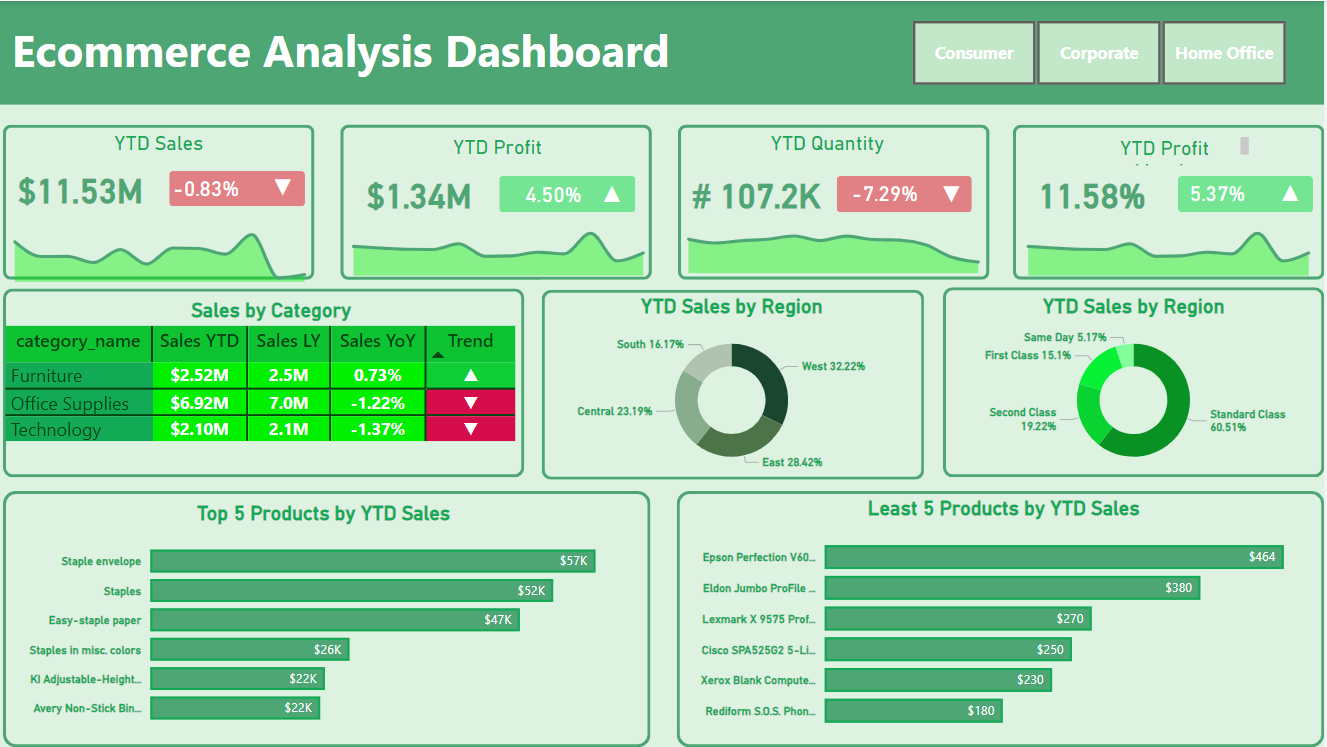 Ecommerce Analysis Dashboard
Consumer
Corporate
Home Office
YTD Sales
$11.53M
-0.83% ▼
YTD Profit
$1.34M
4.50% ▲
YTD Quantity
# 107.2K
-7.29% ▼
YTD Profit
11.58%
5.37% ▲
Sales by Category
category_name Sales YTD Sales LY Sales YoY Trend
Furniture $2.52M 2.5M 0.73% ▲
Office Supplies $6.92M 7.0M -1.22% ▼
Technology $2.10M 2.1M -1.37% ▼
YTD Sales by Region
South 16.17%
West 32.22%
Central 23.19%
East 28.42%
YTD Sales by Region
Same Day 5.17%
First Class 15.1%
Second Class
19.22%
Standard Class
60.51%
Top 5 Products by YTD Sales
Staple envelope $57K
Staples $52K
Easy-staple paper $47K
Staples in misc. colors $26K
KI Adjustable-Height... $22K
Avery Non-Stick Bin... $22K
Least 5 Products by YTD Sales
Epson Perfection V60... $464
Eldon Jumbo ProFile ... $380
Lexmark X 9575 Prof... $270
Cisco SPA525G2 5-Li... $250
Xerox Blank Compute... $230
Rediform S.O.S. Phon... $180